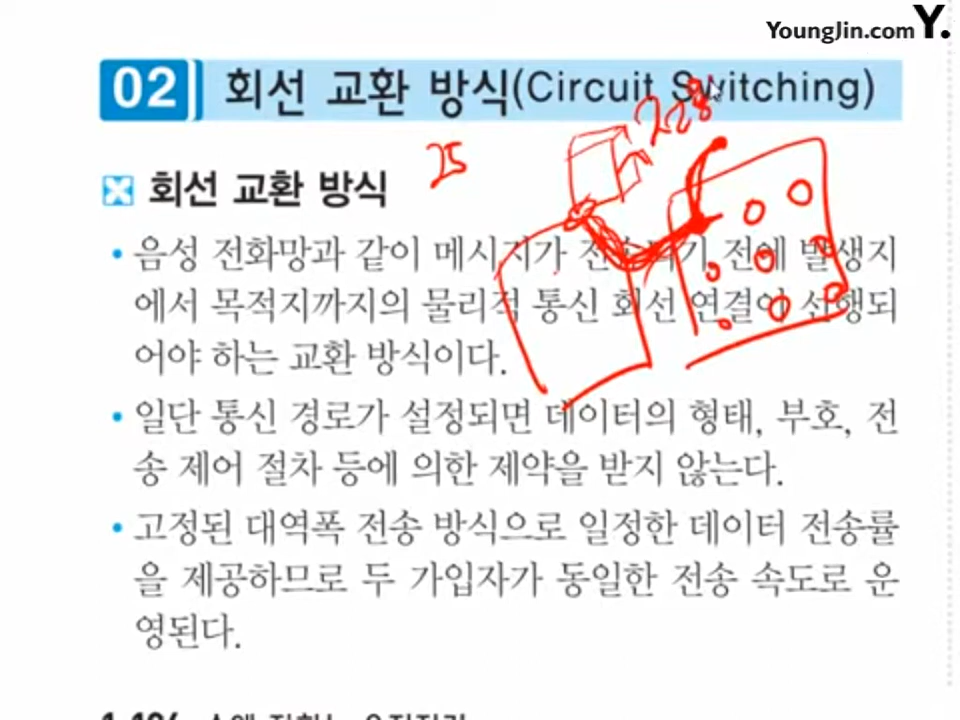 YoungJin.com Y.
02 회선 교환 방식(Circuit Switching)
228
25
회선 교환 방식
• 음성 전화망과 같이 메시지가 전송되기 전에 발생지
에서 목적지까지의 물리적 통신 회선 연결이 선행되
어야 하는 교환 방식이다.
• 일단 통신 경로가 설정되면 데이터의 형태, 부호, 전
송 제어 절차 등에 의한 제약을 받지 않는다.
• 고정된 대역폭 전송 방식으로 일정한 데이터 전송률
을 제공하므로 두 가입자가 동일한 전송 속도로 운
영된다.